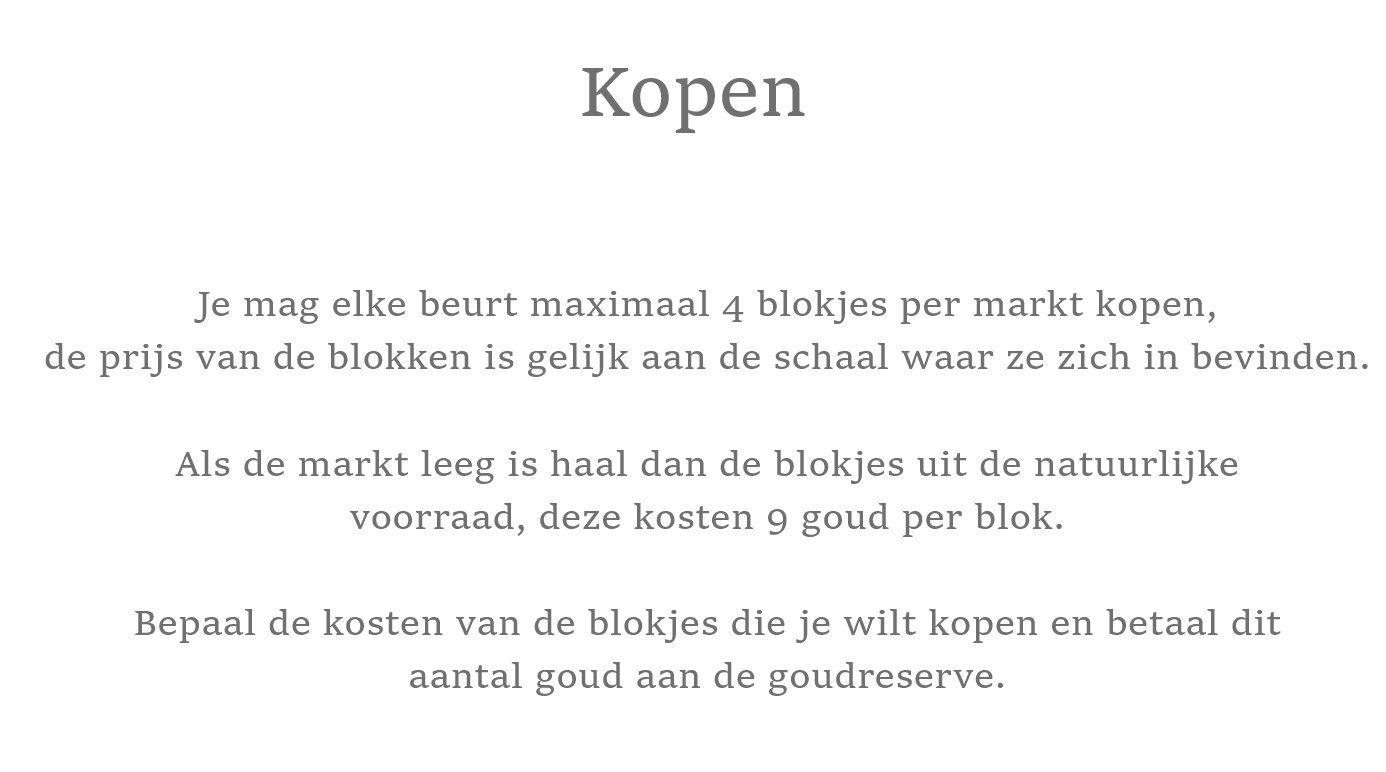 Kopen
Je mag elke beurt maximaal 4 blokjes per markt kopen,
de prijs van de blokken is gelijk aan de schaal waar ze zich in bevinden.
Als de markt leeg is haal dan de blokjes uit de natuurlijke
voorraad, deze kosten 9 goud per blok.
Bepaal de kosten van de blokjes die je wilt kopen en betaal dit
aantal goud aan de goudreserve.